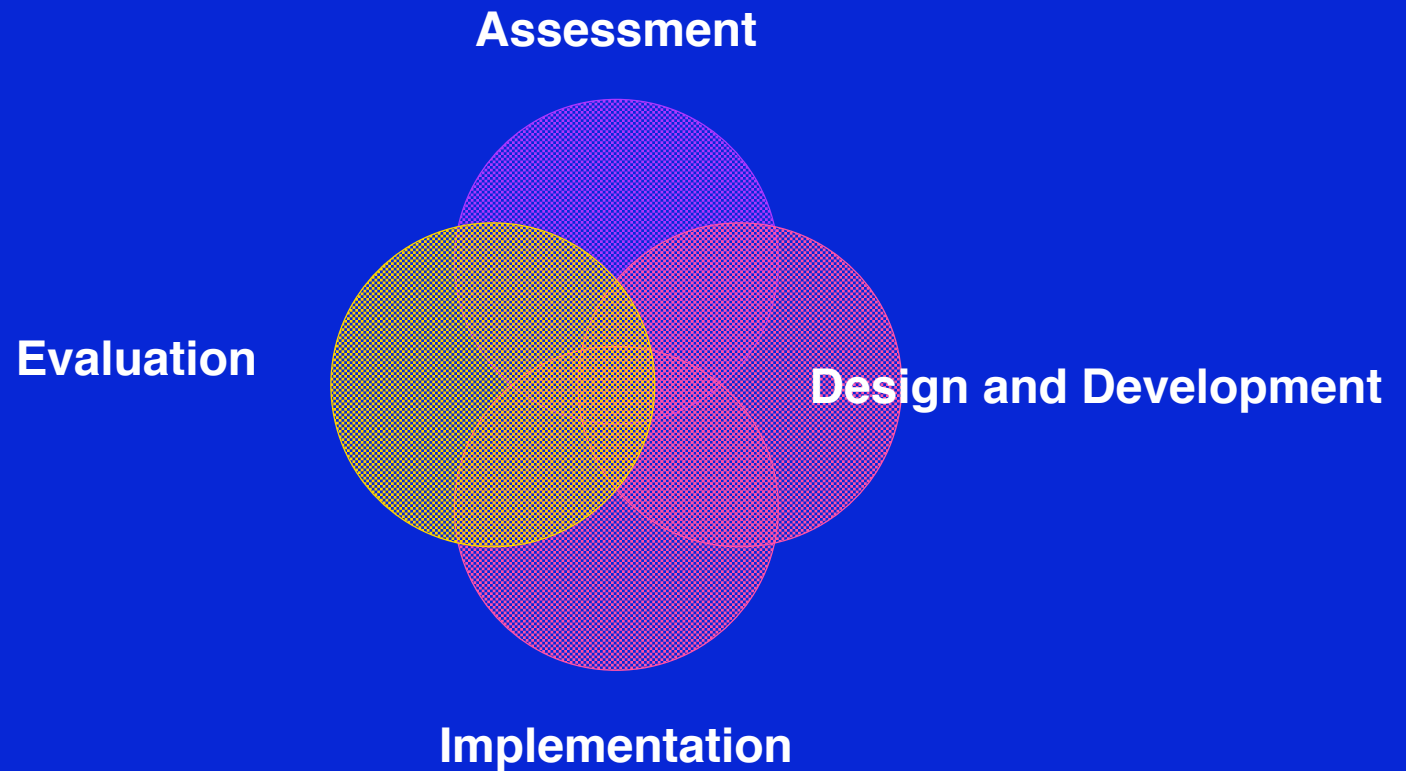 Assessment
Evaluation
Design and Development
Implementation